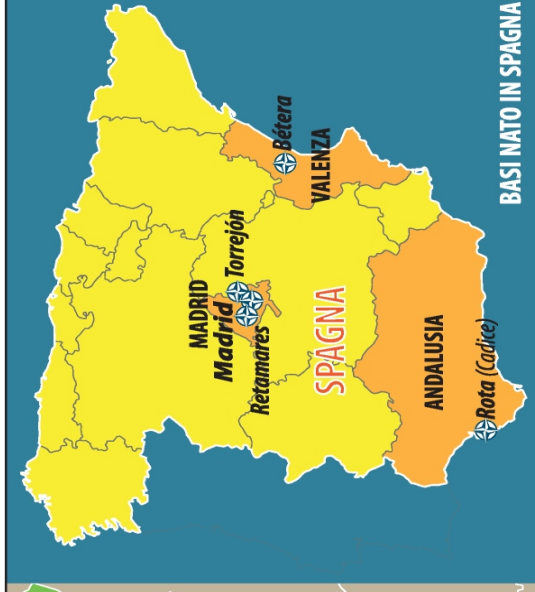 MADRID
Madrid
Torrejón
Retamares
Bétera
VALENZA
SPAGNA
ANDALUSIA
Rota (Cadice)
BASI NATO IN SPAGNA